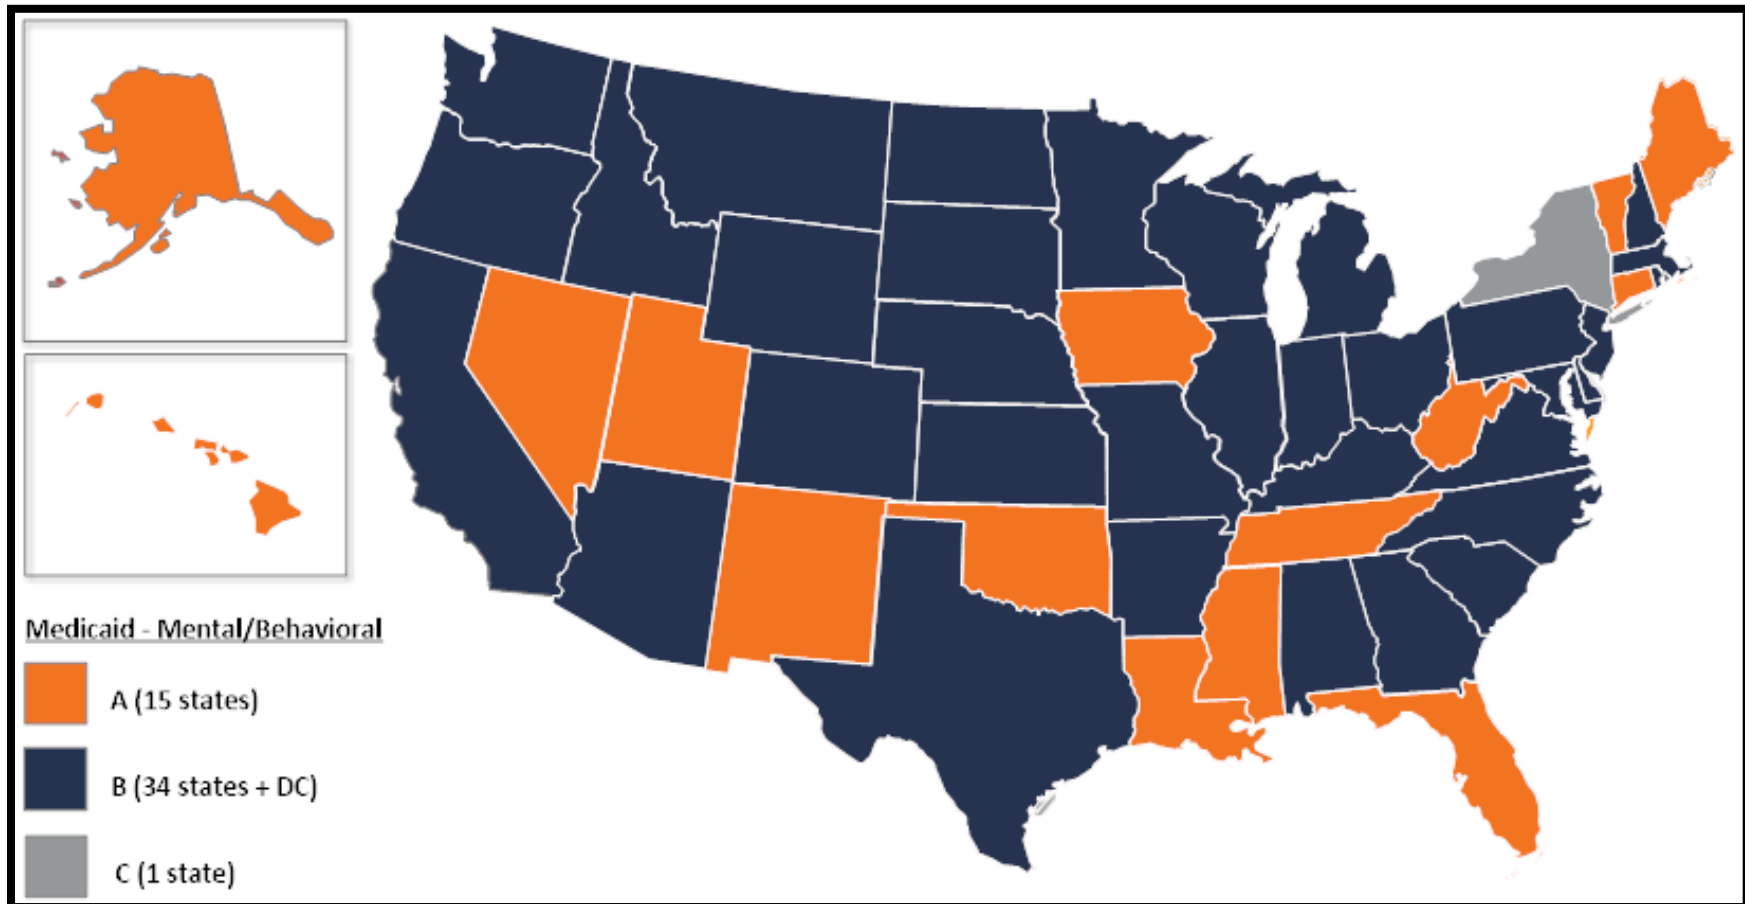 Medicaid - Mental/Behavioral
A (15 states)
B (34 states + DC)
C (1 state)